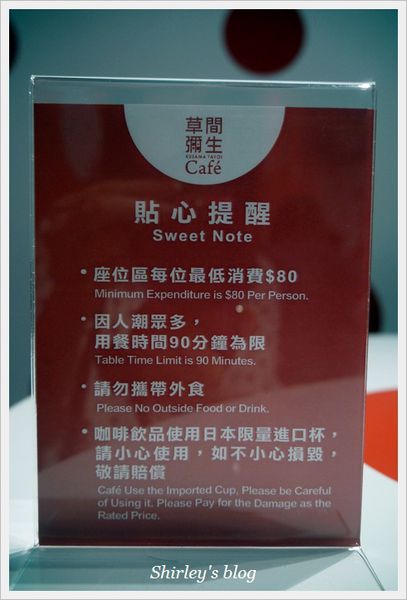 草間
彌生
KUSAMA YAYOI
Café
貼心提醒
Sweet Note
• 座位區每位最低消費$80
Minimum Expenditure is $80 Per Person.
• 因人潮眾多，
用餐時間90分鐘為限
Table Time Limit is 90 Minutes.
• 請勿攜帶外食
Please No Outside Food or Drink.
• 咖啡飲品使用日本限量進口杯，
請小心使用，如不小心損毀，
敬請賠償
Café Use the Imported Cup, Please be Careful
of Using it. Please Pay for the Damage as the
Rated Price.
Shirley's blog